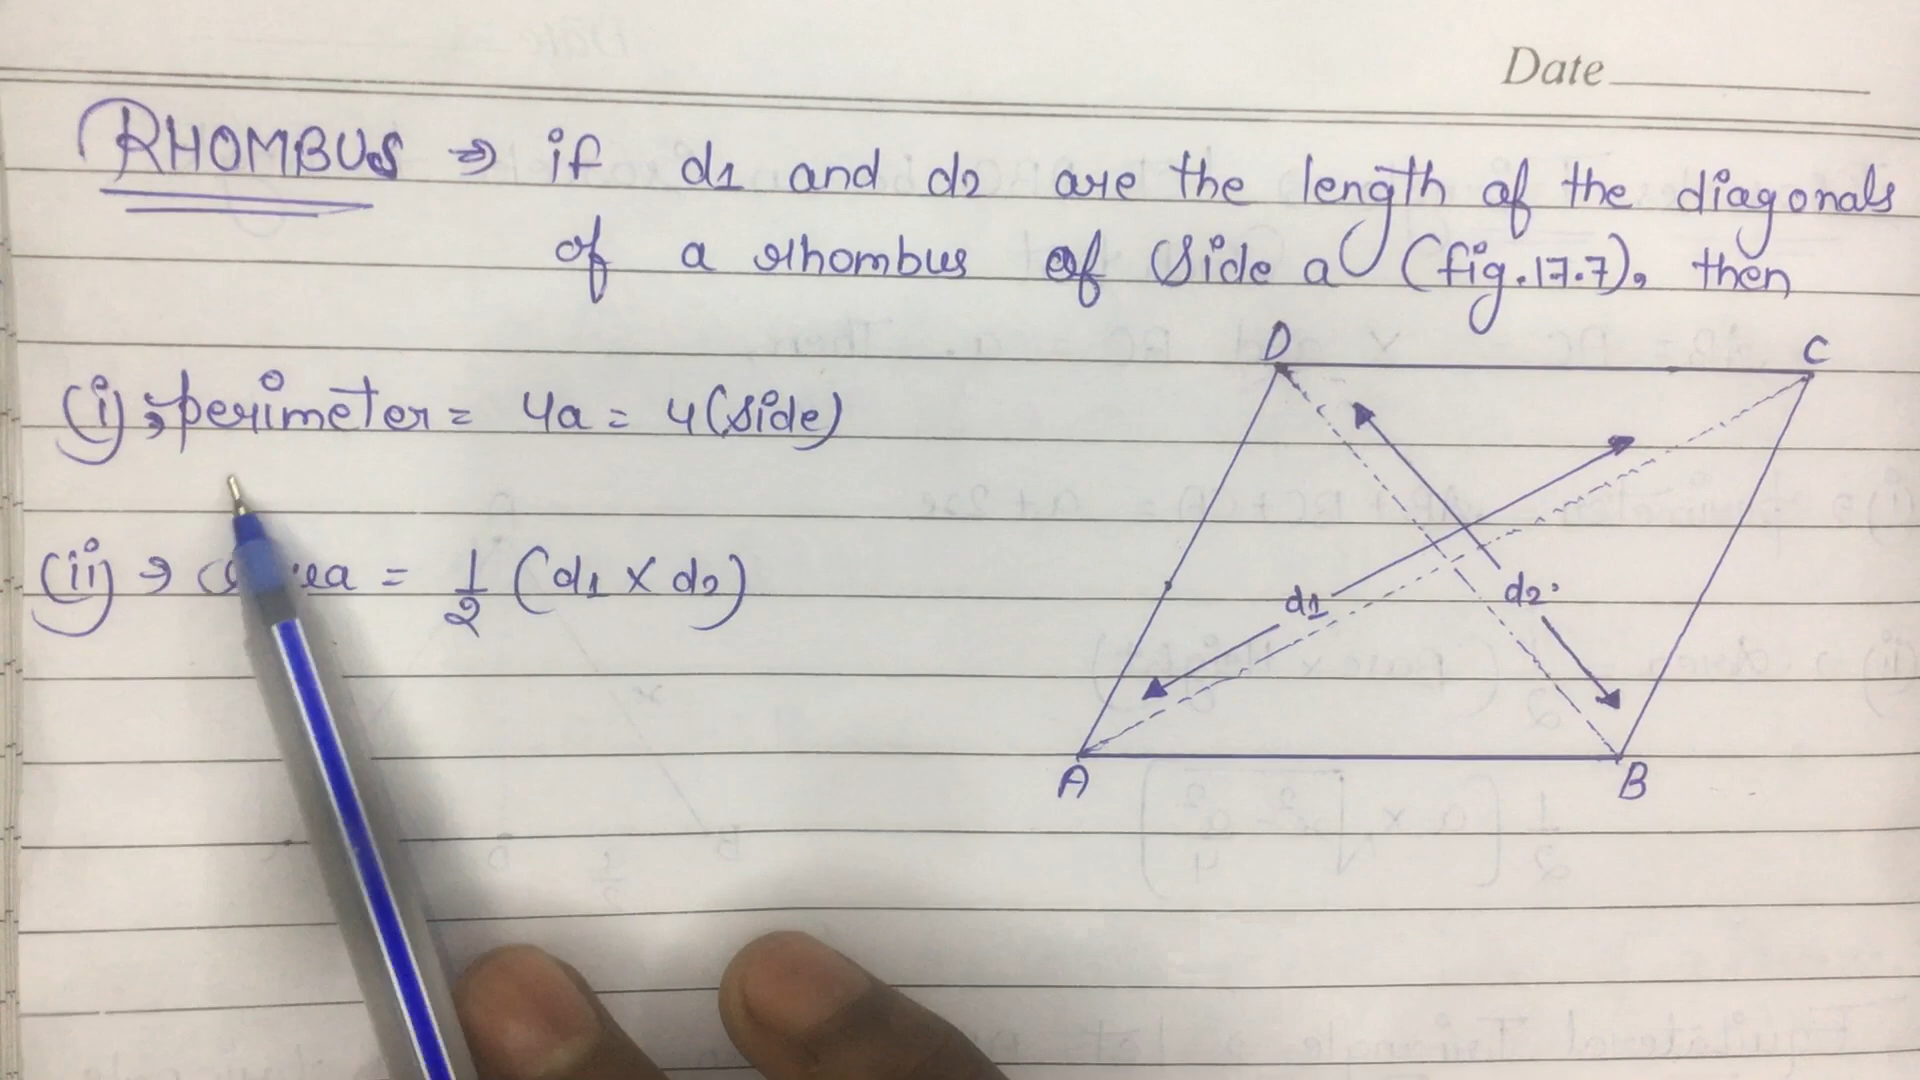 Date
RHOMBUS ⇒ if d1 and d2 are the length of the diagonals
of a rhombus of side a (fig.17.7), then
D C
(i) → perimeter = 4a = 4(side)
(ii) → area = 1/2 (d1 × d2)
d1 d2
A B